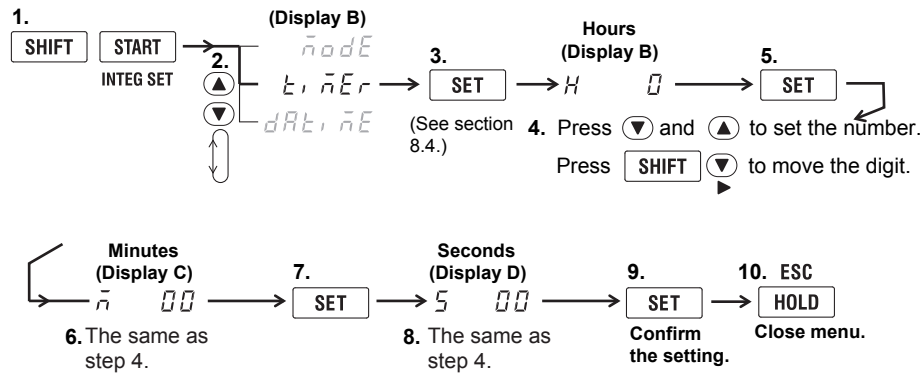 1.
SHIFT START
INTEG SET
2.
(Display B)
modE
timEr
dAtimE
3.
SET
(See section
8.4.)
Hours
(Display B)
H 0
4. Press ▼ and ▲ to set the number.
Press SHIFT ▼ to move the digit.
▶
5.
SET
Minutes
(Display C)
m 00
6. The same as
step 4.
7.
SET
Seconds
(Display D)
S 00
8. The same as
step 4.
9.
SET
Confirm
the setting.
10. ESC
HOLD
Close menu.